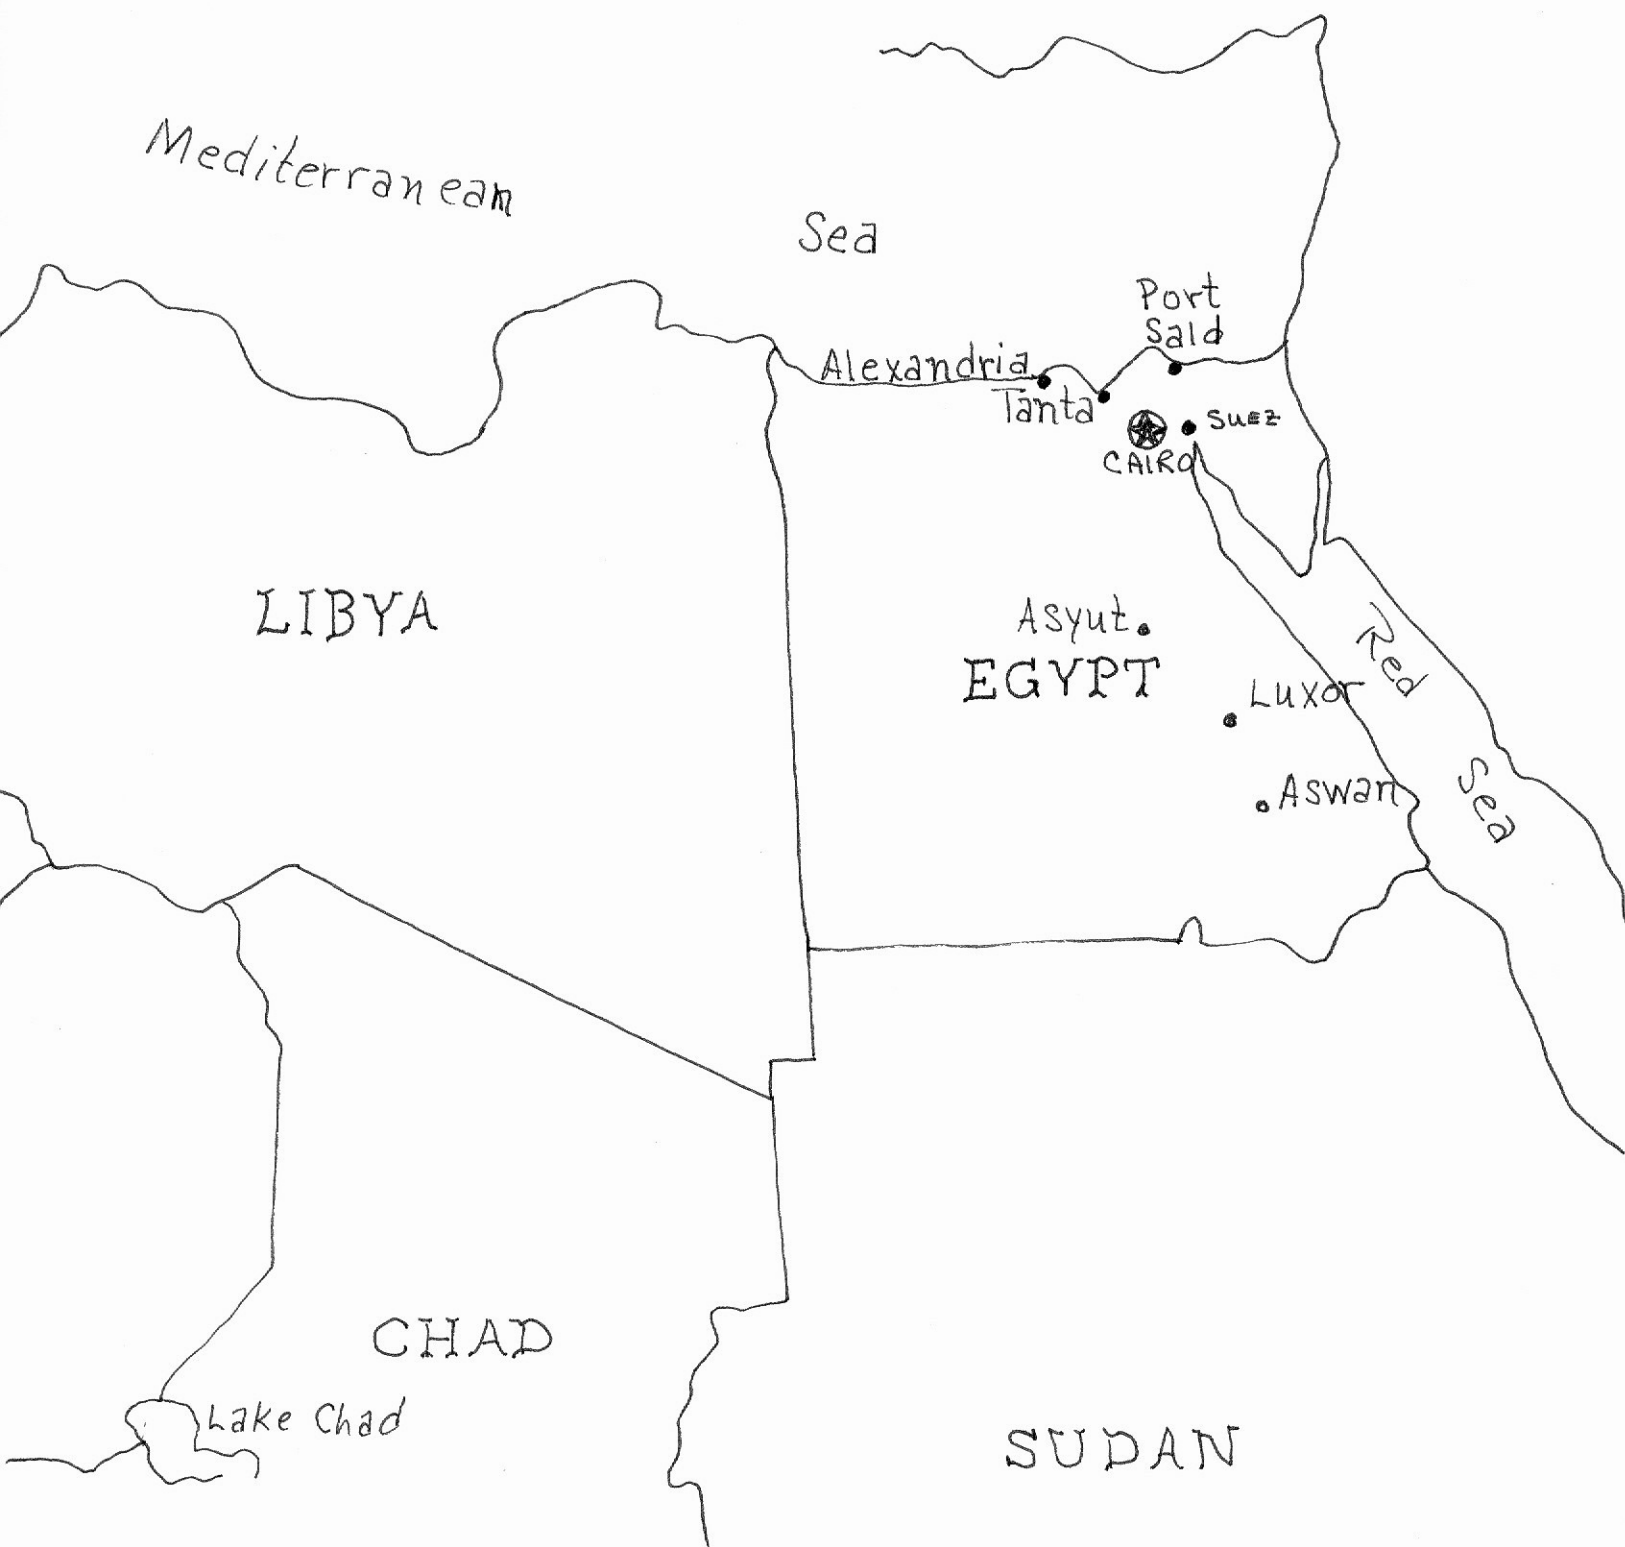 Mediterranean
Sea
Port
Said
Alexandria
Tanta
SUEZ
CAIRO
LIBYA
Asyut
EGYPT
Red
Luxor
Sea
Aswan
CHAD
Lake Chad
SUDAN